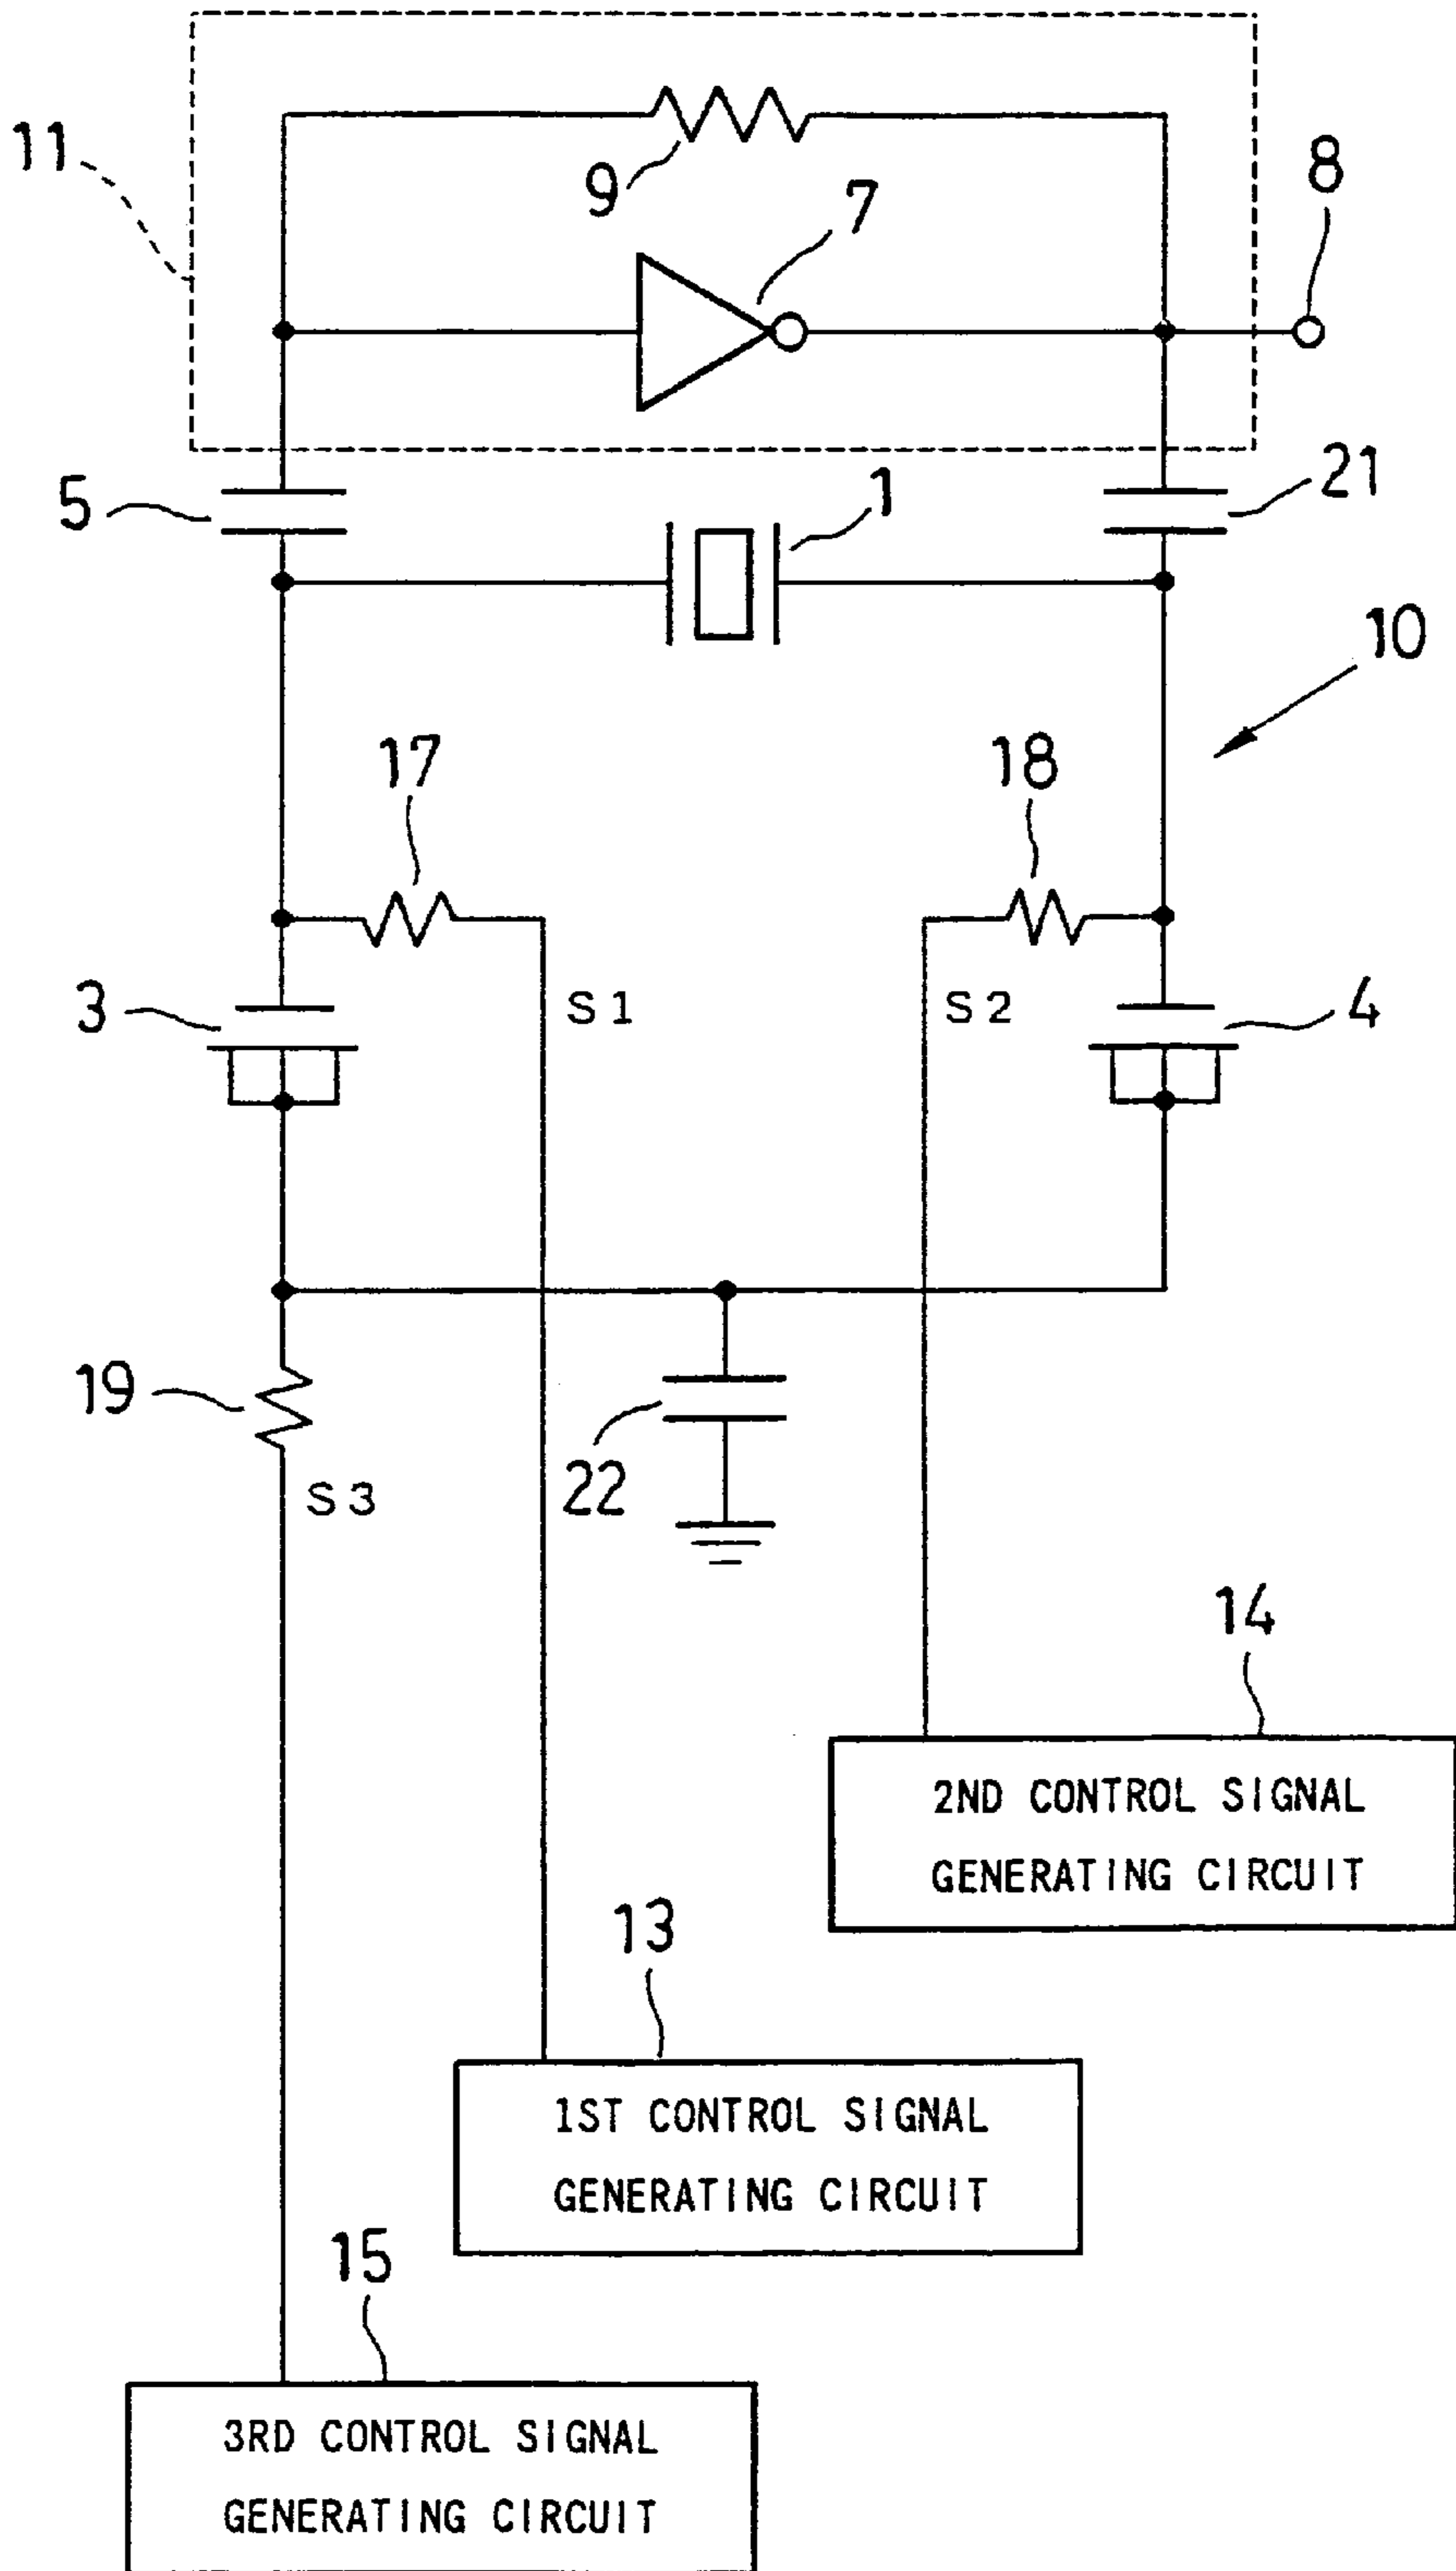 11
9
7
8
5
1
21
10
17
18
3
S1
S2
4
19
S3
22
14
2ND CONTROL SIGNAL
GENERATING CIRCUIT
13
1ST CONTROL SIGNAL
GENERATING CIRCUIT
15
3RD CONTROL SIGNAL
GENERATING CIRCUIT